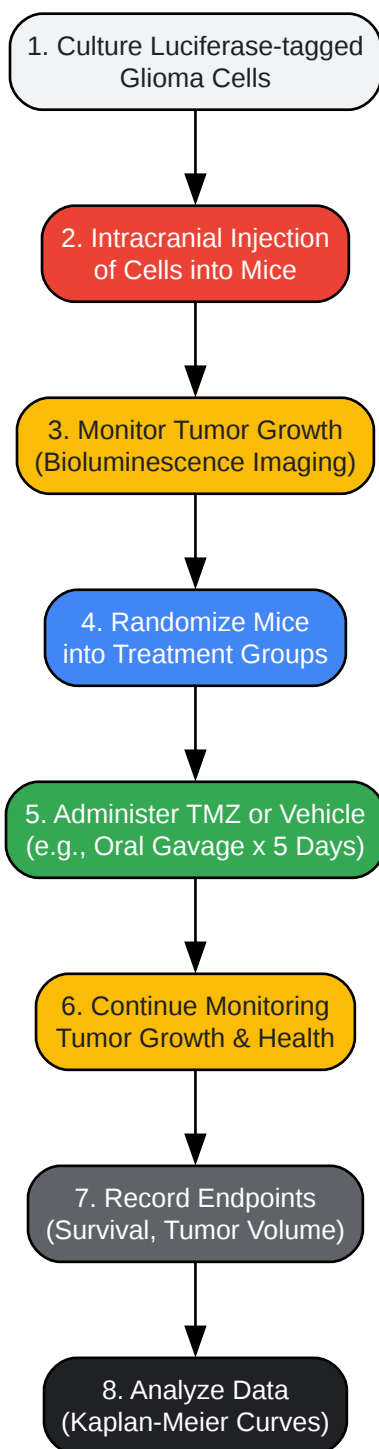 1. Culture Luciferase-tagged
Glioma Cells
2. Intracranial Injection
of Cells into Mice
3. Monitor Tumor Growth
(Bioluminescence Imaging)
4. Randomize Mice
into Treatment Groups
5. Administer TMZ or Vehicle
(e.g., Oral Gavage x 5 Days)
6. Continue Monitoring
Tumor Growth & Health
7. Record Endpoints
(Survival, Tumor Volume)
8. Analyze Data
(Kaplan-Meier Curves)